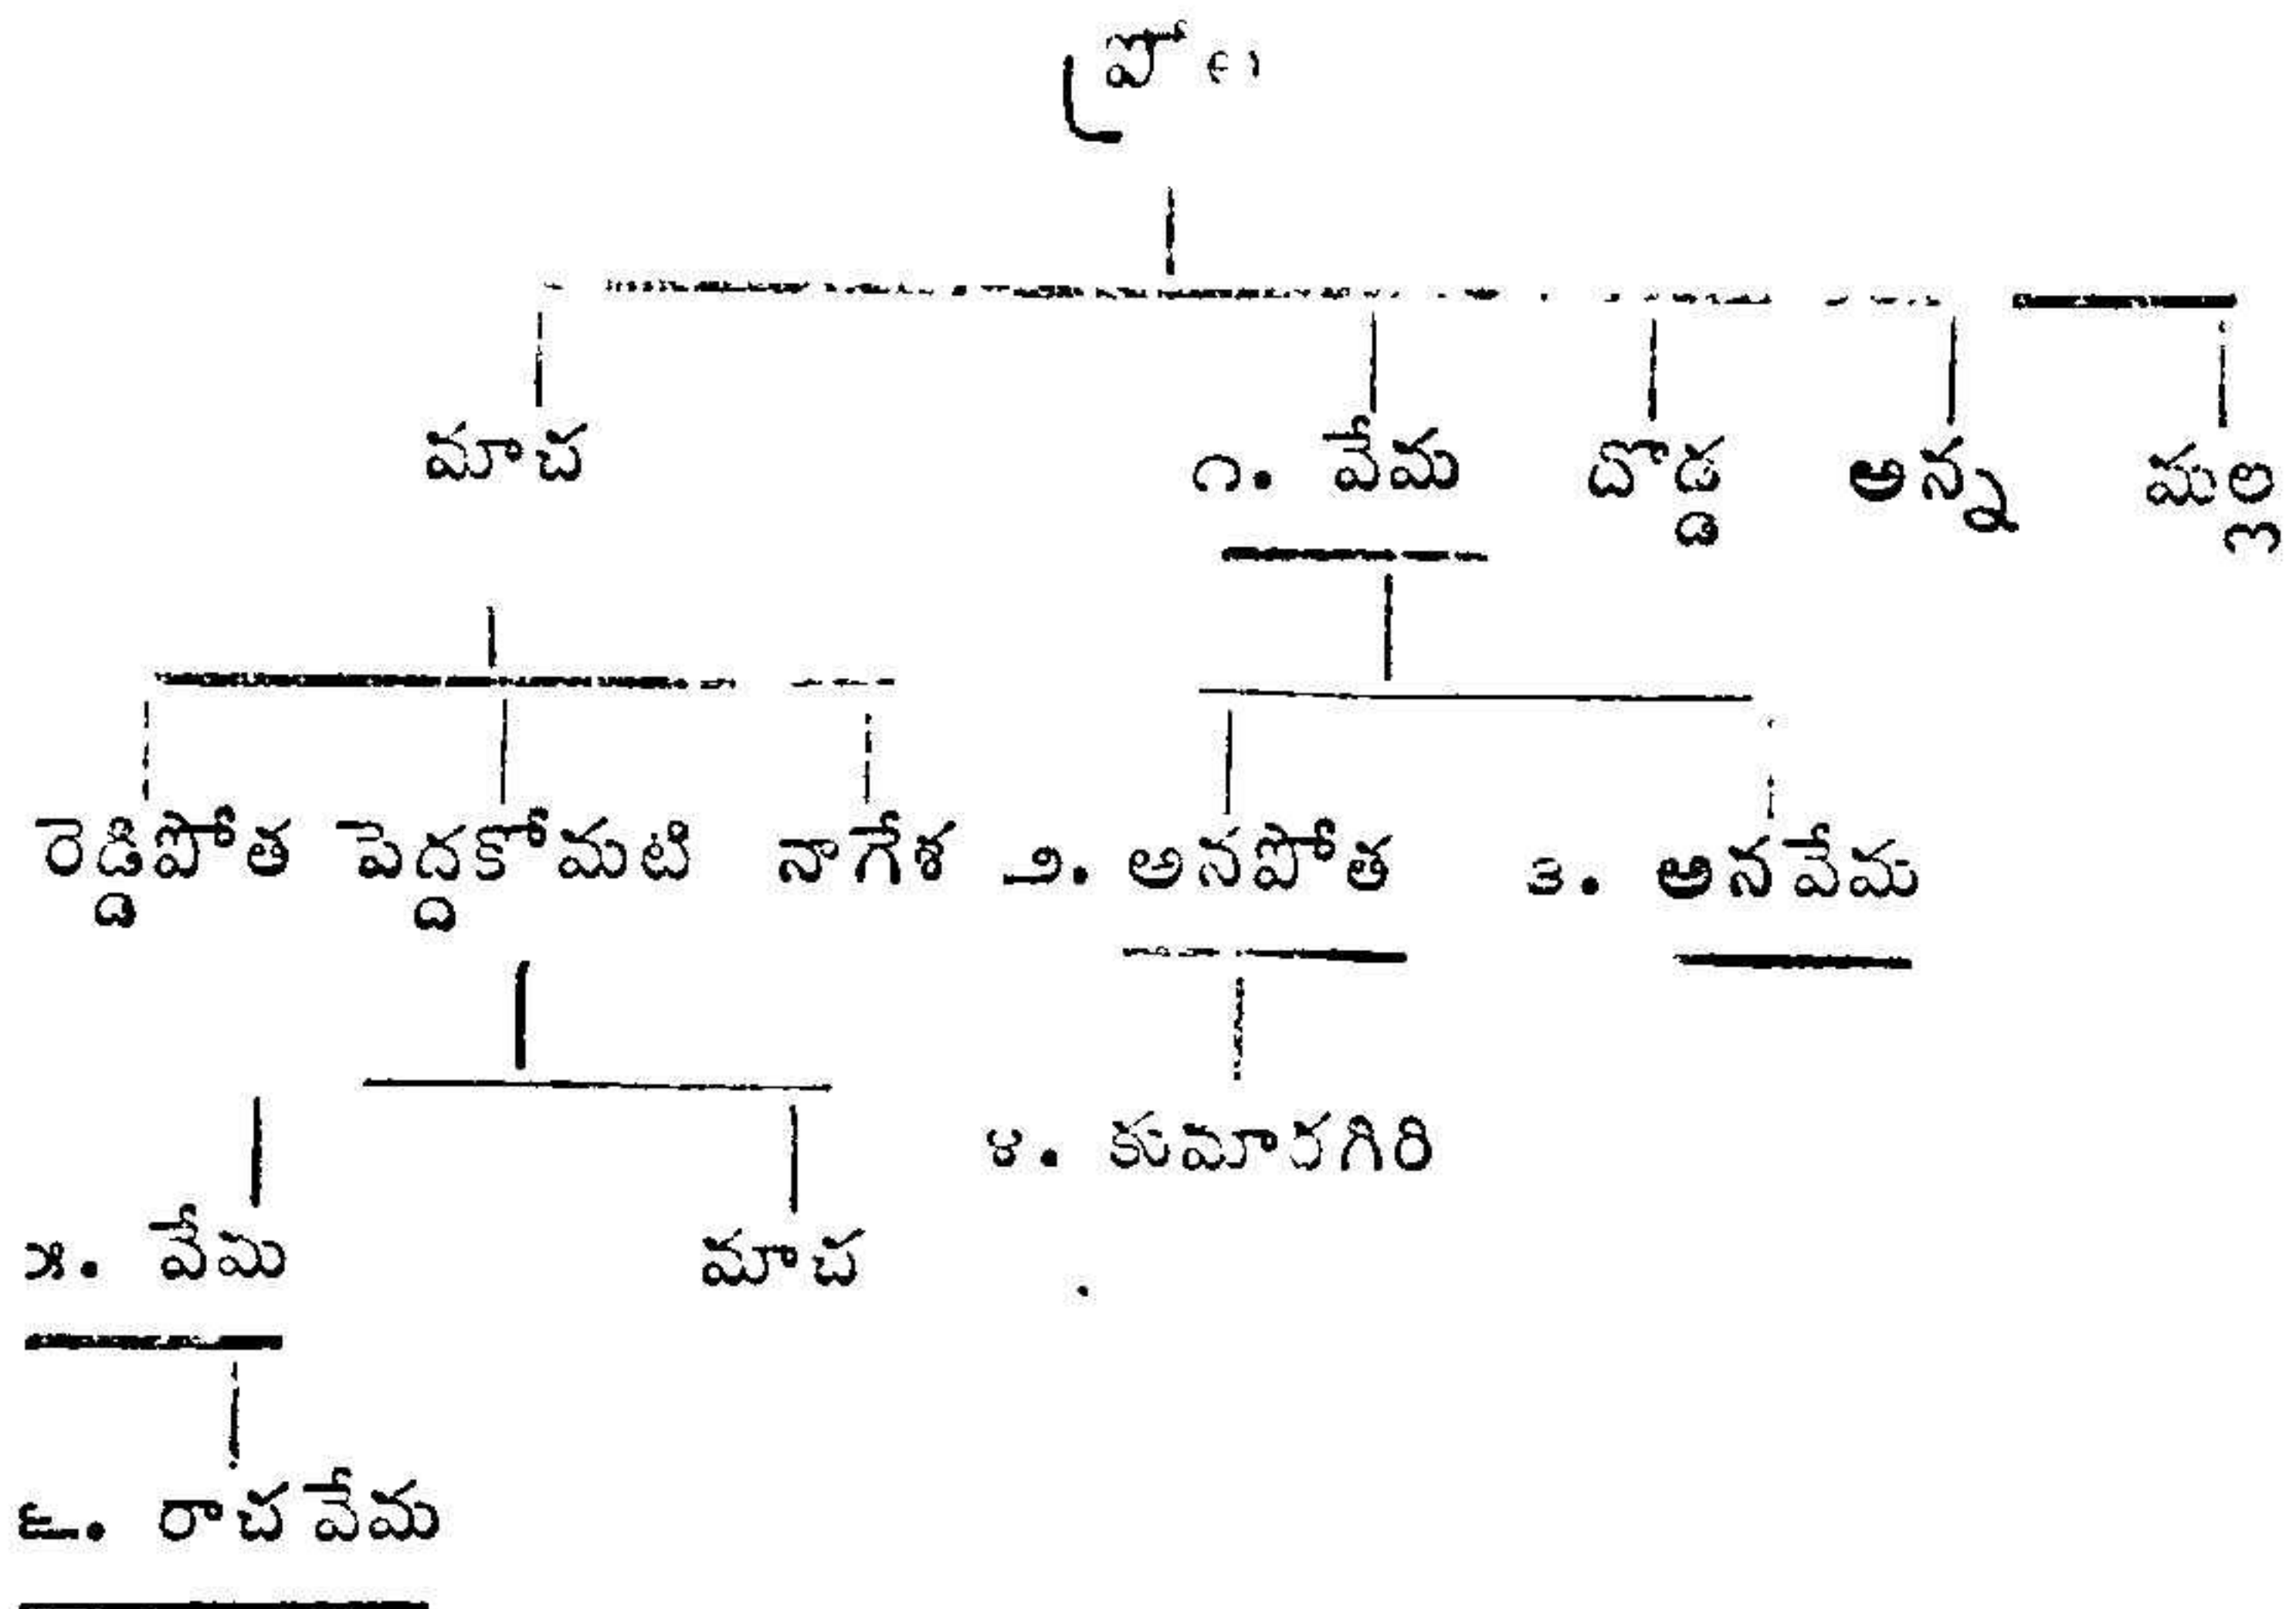 ప్రోలు
మాచ ౧. వేమ దొడ్డ అన్న మల్ల
రెడ్డిపోత పెద్దకోమటి నాగేశ ౨. అనపోత ౩. అనవేమ
౪. కుమారగిరి
౫. వేమ మాచ
౬. రాచవేమ